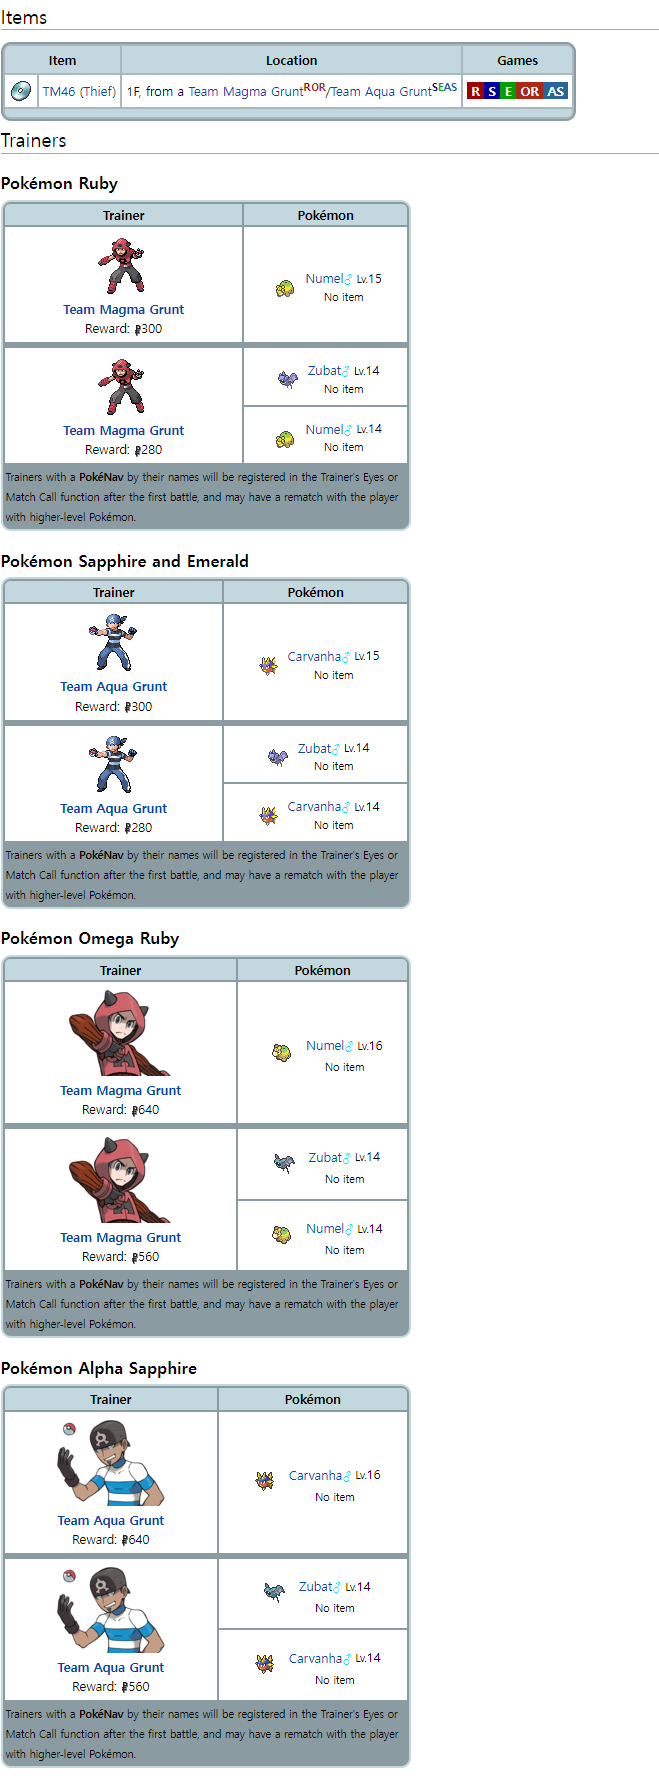 Items
Item Location Games
TM46 (Thief) 1F, from a Team Magma GruntRORO/Team Aqua GruntSEAS R S E OR AS
Trainers
Pokémon Ruby
Trainer Pokémon
Numel♂ Lv.15
No item
Team Magma Grunt
Reward: 300
Zubat♂ Lv.14
No item
Numel♂ Lv.14
No item
Team Magma Grunt
Reward: 280
Trainers with a PokéNav by their names will be registered in the Trainer's Eyes or
Match Call function after the first battle, and may have a rematch with the player
with higher-level Pokémon.
Pokémon Sapphire and Emerald
Trainer Pokémon
Carvanha♂ Lv.15
No item
Team Aqua Grunt
Reward: 300
Zubat♂ Lv.14
No item
Carvanha♂ Lv.14
No item
Team Aqua Grunt
Reward: 280
Trainers with a PokéNav by their names will be registered in the Trainer's Eyes or
Match Call function after the first battle, and may have a rematch with the player
with higher-level Pokémon.
Pokémon Omega Ruby
Trainer Pokémon
Numel♂ Lv.16
No item
Team Magma Grunt
Reward: 640
Zubat♂ Lv.14
No item
Numel♂ Lv.14
No item
Team Magma Grunt
Reward: 560
Trainers with a PokéNav by their names will be registered in the Trainer's Eyes or
Match Call function after the first battle, and may have a rematch with the player
with higher-level Pokémon.
Pokémon Alpha Sapphire
Trainer Pokémon
Carvanha♂ Lv.16
No item
Team Aqua Grunt
Reward: 640
Zubat♂ Lv.14
No item
Carvanha♂ Lv.14
No item
Team Aqua Grunt
Reward: 560
Trainers with a PokéNav by their names will be registered in the Trainer's Eyes or
Match Call function after the first battle, and may have a rematch with the player
with higher-level Pokémon.